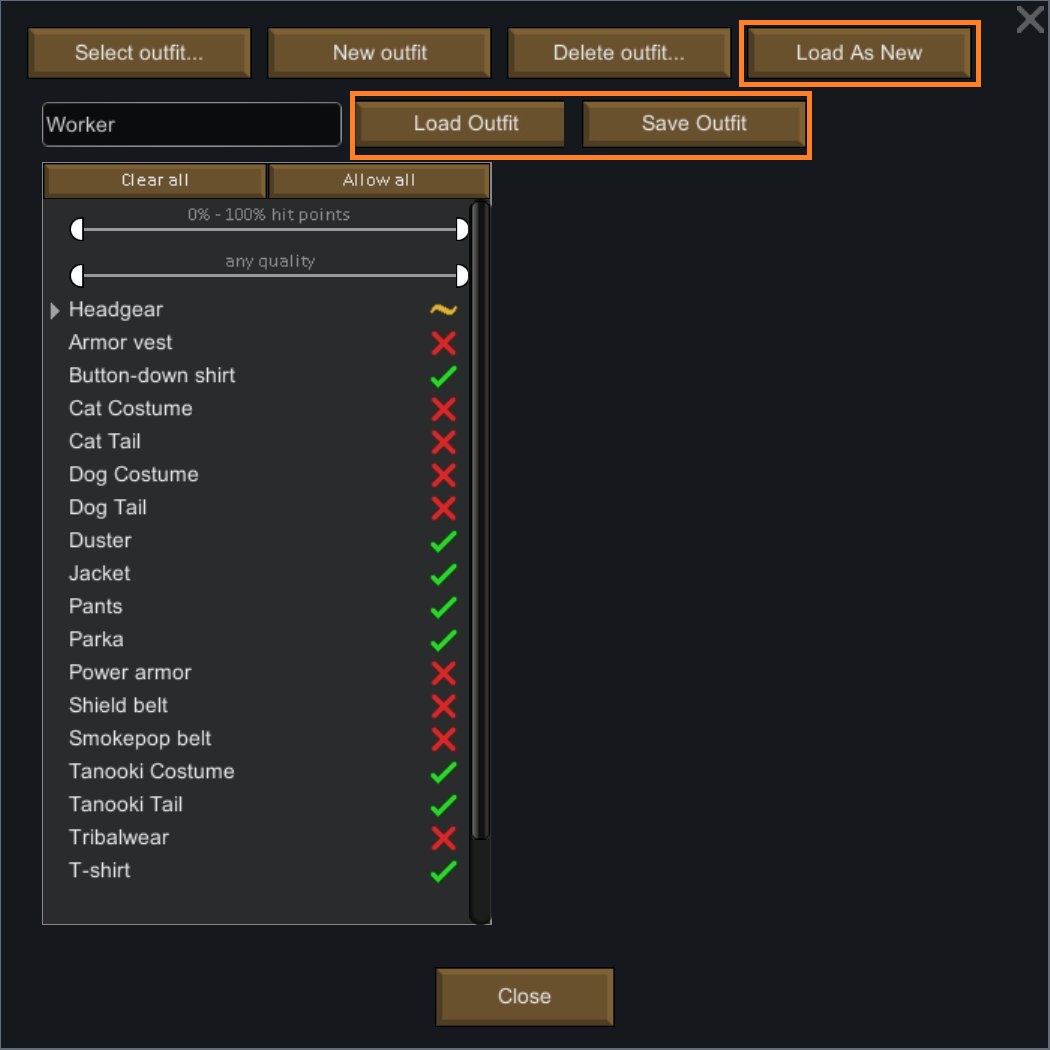 Select outfit... New outfit Delete outfit... Load As New
Worker Load Outfit Save Outfit
Clear all Allow all
0% - 100% hit points
any quality
Headgear
Armor vest
Button-down shirt
Cat Costume
Cat Tail
Dog Costume
Dog Tail
Duster
Jacket
Pants
Parka
Power armor
Shield belt
Smokepop belt
Tanooki Costume
Tanooki Tail
Tribalwear
T-shirt
Close